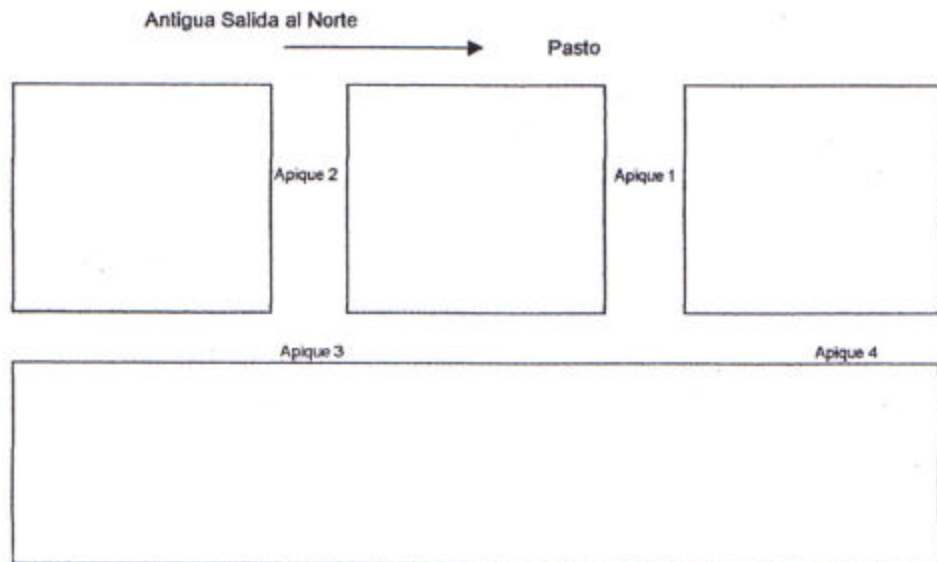 Antigua Salida al Norte
Pasto
Apique 2
Apique 1
Apique 3
Apique 4